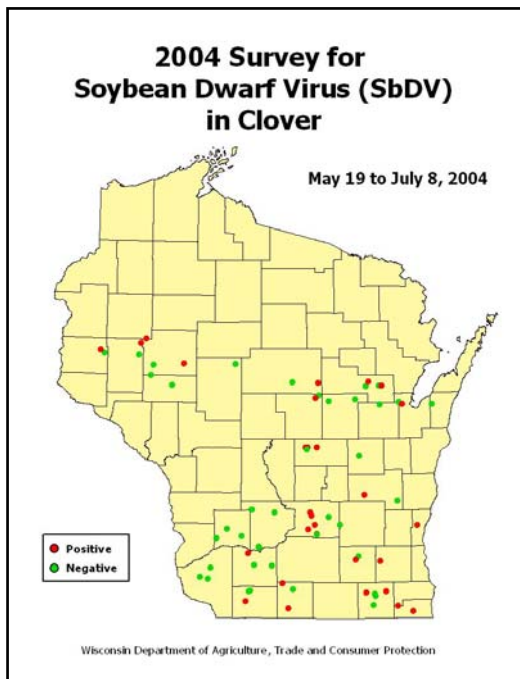 2004 Survey for
Soybean Dwarf Virus (SbDV)
in Clover
May 19 to July 8, 2004
Positive
Negative
Wisconsin Department of Agriculture, Trade and Consumer Protection